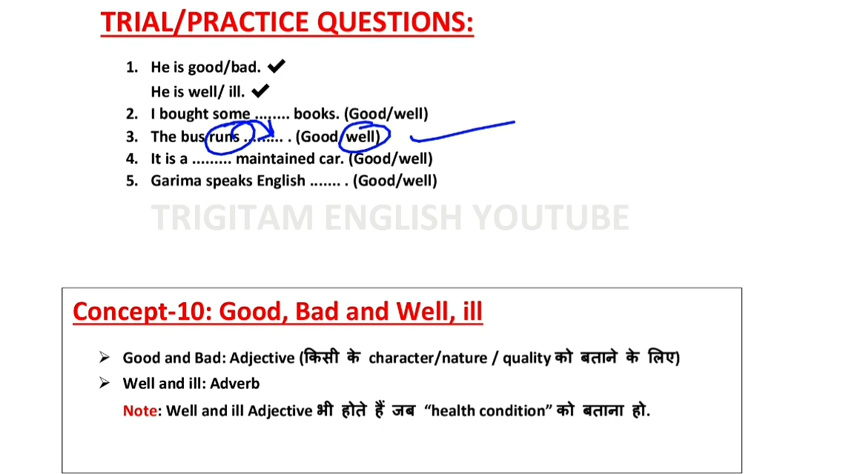 TRIAL/PRACTICE QUESTIONS:
1. He is good/bad. ✔
He is well/ ill. ✔
2. I bought some ........ books. (Good/well)
3. The bus runs ......... . (Good/well)
4. It is a ......... maintained car. (Good/well)
5. Garima speaks English ....... . (Good/well)
TRIGITAM ENGLISH YOUTUBE
Concept-10: Good, Bad and Well, ill
➢ Good and Bad: Adjective (किसी के character/nature / quality को बताने के लिए)
➢ Well and ill: Adverb
Note: Well and ill Adjective भी होते हैं जब “health condition” को बताना हो.